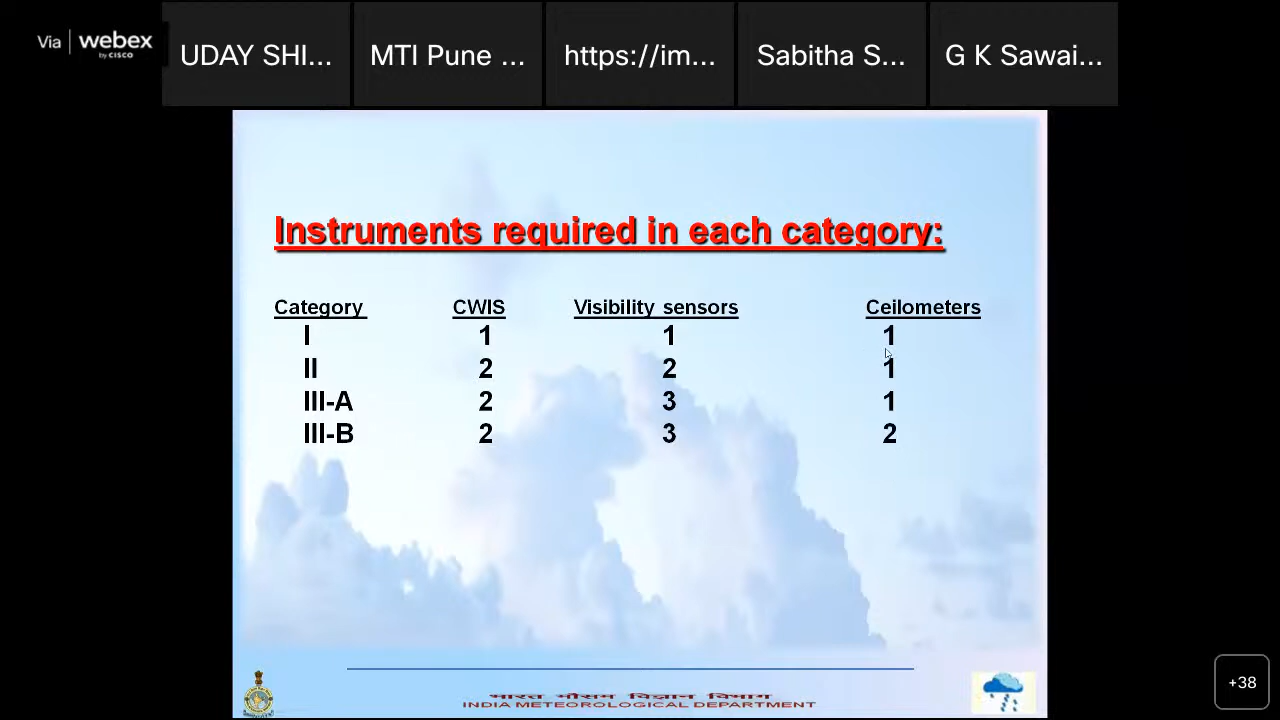 Via webex
by CISCO
UDAY SHI... MTI Pune ... https://im... Sabitha S... G K Sawai...
Instruments required in each category:
Category CWIS Visibility sensors Ceilometers
I 1 1 1
II 2 2 1
III-A 2 3 1
III-B 2 3 2
भारत मौसम विज्ञान विभाग
INDIA METEOROLOGICAL DEPARTMENT
+38